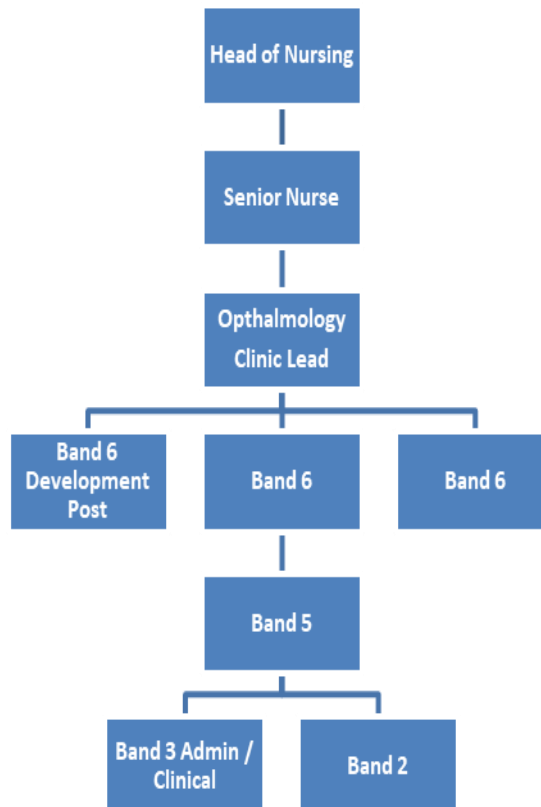 Head of Nursing
Senior Nurse
Opthalmology
Clinic Lead
Band 6
Development
Post
Band 6
Band 6
Band 5
Band 3 Admin /
Clinical
Band 2